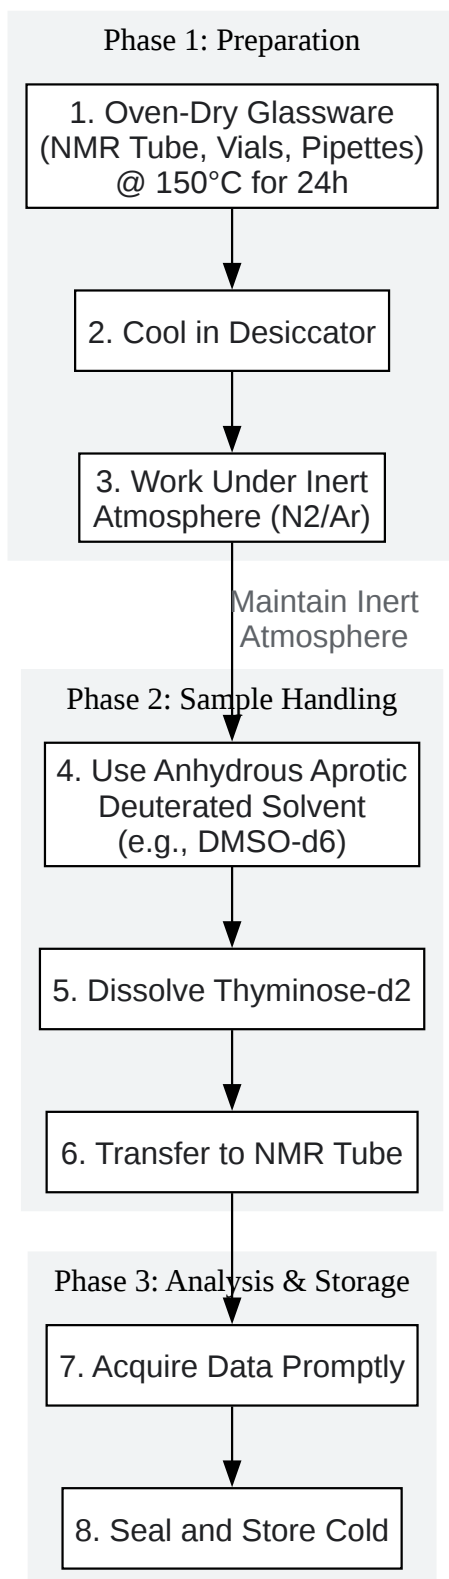 Phase 1: Preparation
1. Oven-Dry Glassware
(NMR Tube, Vials, Pipettes)
@ 150°C for 24h
2. Cool in Desiccator
3. Work Under Inert
Atmosphere (N2/Ar)
Maintain Inert
Atmosphere
Phase 2: Sample Handling
4. Use Anhydrous Aprotic
Deuterated Solvent
(e.g., DMSO-d6)
5. Dissolve Thyminose-d2
6. Transfer to NMR Tube
Phase 3: Analysis & Storage
7. Acquire Data Promptly
8. Seal and Store Cold